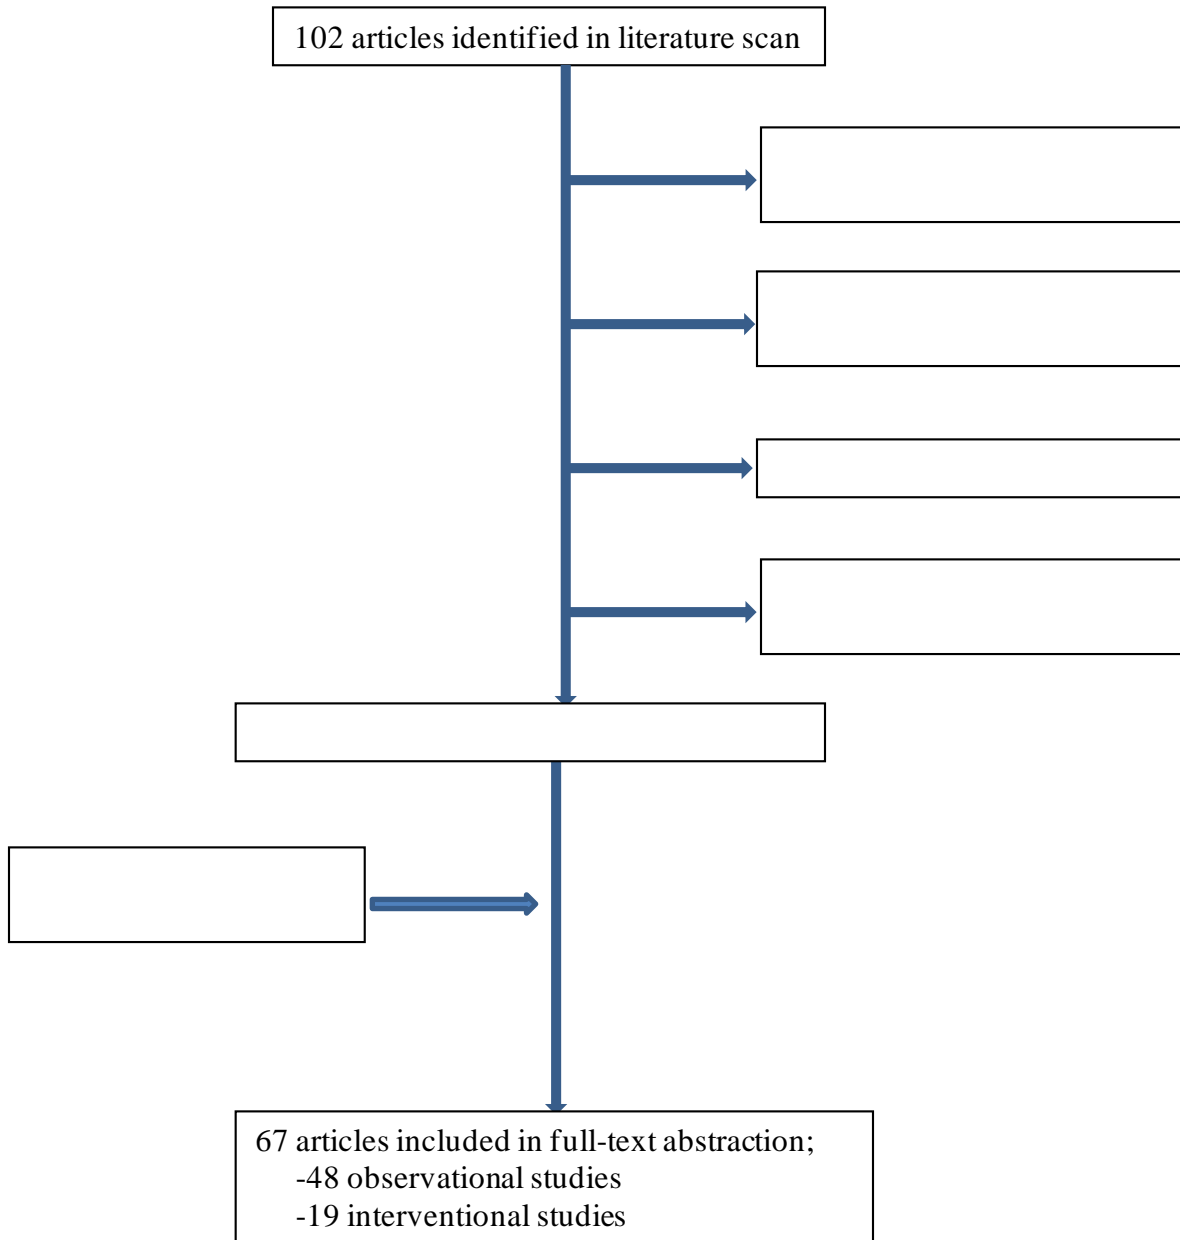 102 articles identified in literature scan
67 articles included in full-text abstraction;
-48 observational studies
-19 interventional studies